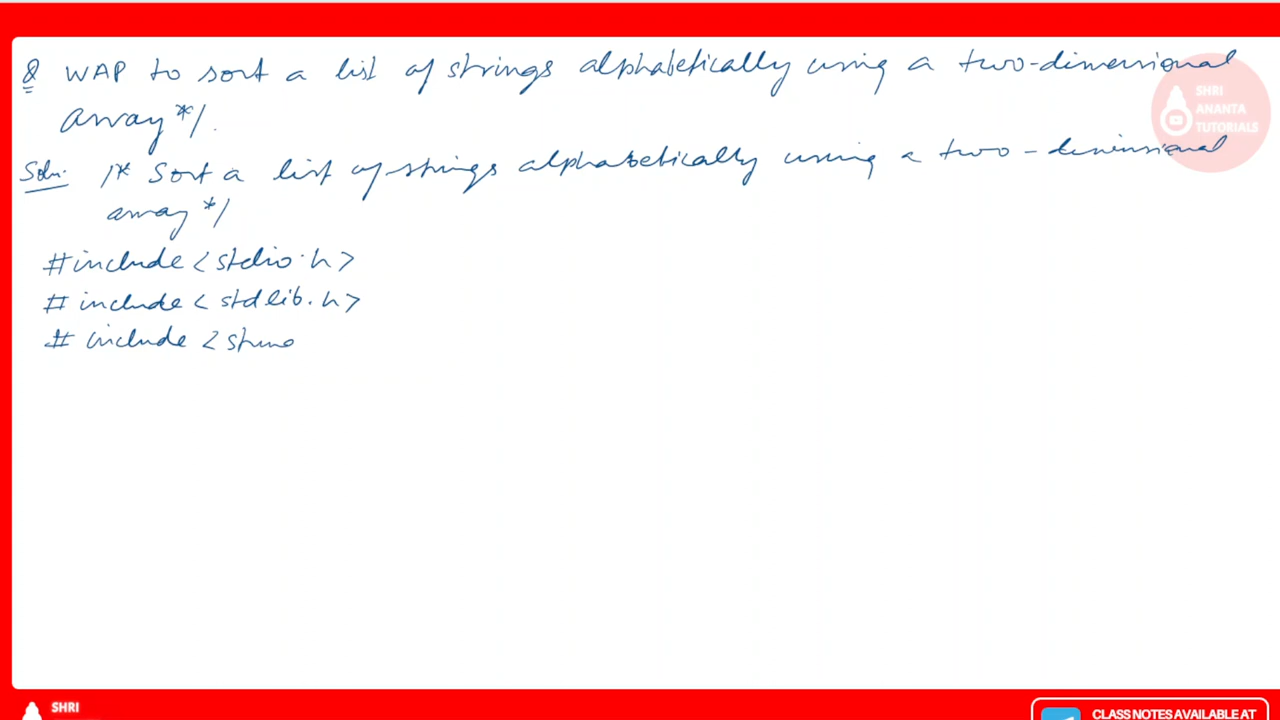 Q WAP to sort a list of strings alphabetically using a two-dimensional
array */.
Soln. /* Sort a list of strings alphabetically using a two-dimensional
array */
#include <stdio.h>
# include < stdlib.h>
# include < strino
SHRI
ANANTA
TUTORIALS
SHRI
CLASS NOTES AVAILABLE AT